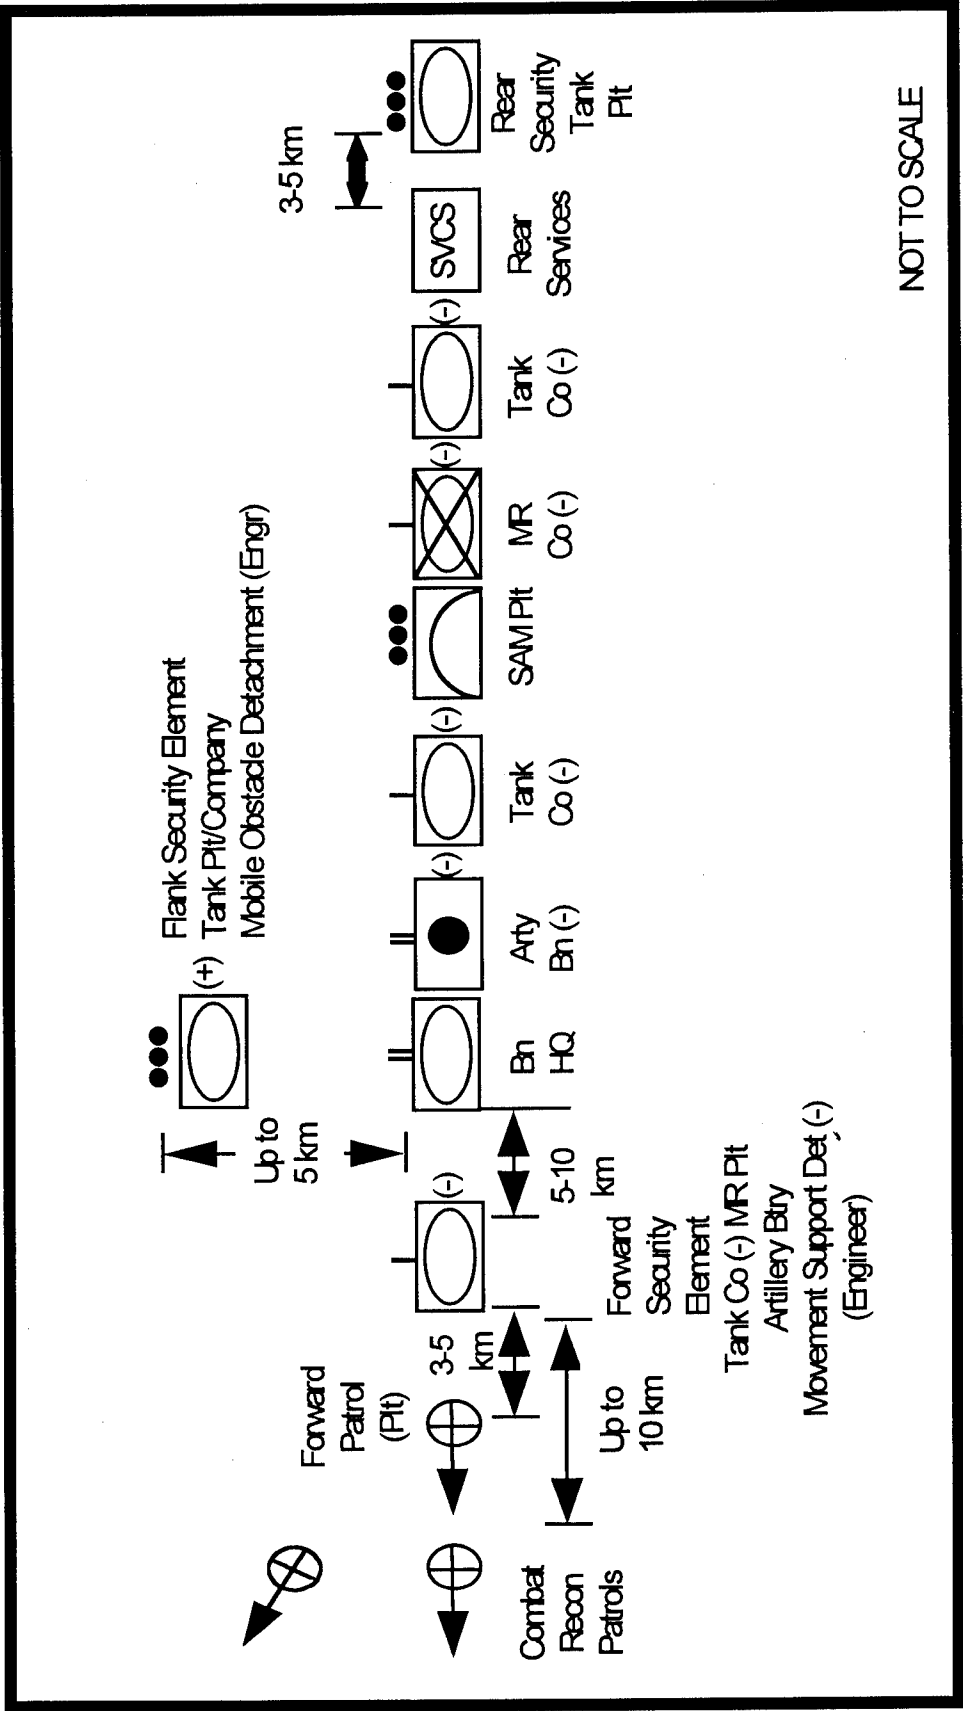 Combat
Recon
Patrols
Forward
Patrol
(Plt)
3-5
km
Up to
10 km
(-)
Forward
Security
Element
Tank Co (-) MR Plt
Artillery Btry
Movement Support Det (-)
(Engineer)
5-10
km
Up to
5 km
(+)
Flank Security Element
Tank Plt/Company
Mobile Obstacle Detachment (Engr)
Bn
HQ
(-)
Arty
Bn (-)
(-)
Tank
Co (-)
SAM Plt
(-)
MR
Co (-)
(-)
Tank
Co (-)
SVCS
Rear
Services
3-5 km
Rear
Security
Tank
Plt
NOT TO SCALE